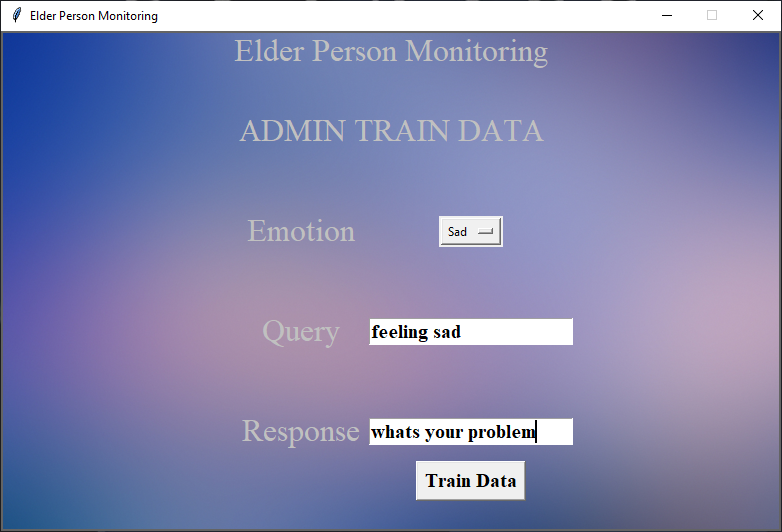 Elder Person Monitoring
Elder Person Monitoring
ADMIN TRAIN DATA
Emotion Sad
Query feeling sad
Response whats your problem
Train Data